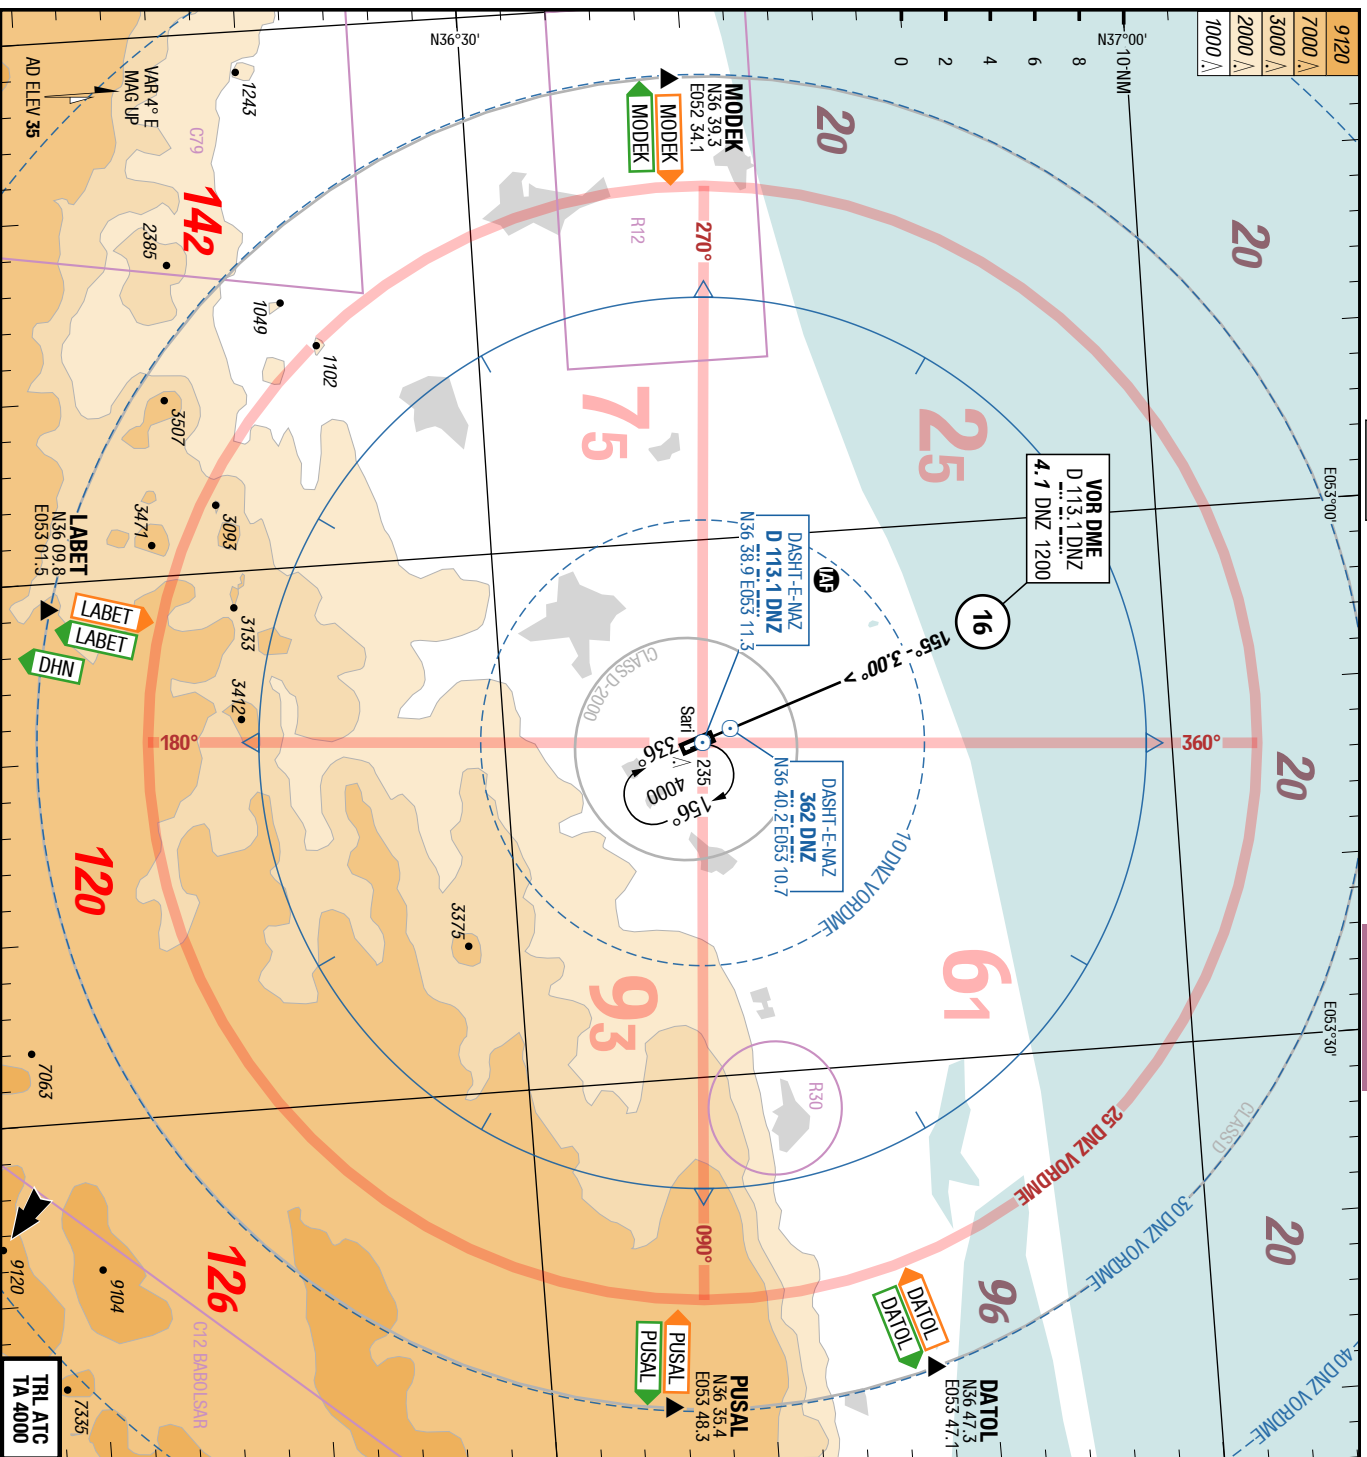 9120
7000
3000
2000
1000
0
2
4
6
8
10 NM
N36°30'
N37°00'
E053°00'
E053°30'
AD ELEV 35
VAR 4° E
MAG UP
C79
1243
142
2385
1049
1102
3507
3471
3093
3133
3412
3375
7063
9120
9104
7335
MODEK
N36 39.3
E052 34.1
MODEK
MODEK
R12
270°
20
20
20
20
96
75
25
61
93
120
126
VOR DME
D 113.1 DNZ
4.1 DNZ 1200
16
155° - 3.00° >
IAF
DASHT-E-NAZ
D 113.1 DNZ
N36 38.9 E053 11.3
DASHT-E-NAZ
362 DNZ
N36 40.2 E053 10.7
CLASS D-2000
Sari
235
336°
156°
4000
180°
360°
090°
10 DNZ VORDME
25 DNZ VORDME
30 DNZ VORDME
40 DNZ VORDME
CLASS D
R30
LABET
N36 09.8
E053 01.5
LABET
LABET
DHN
DATOL
DATOL
DATOL
N36 47.3
E053 47.1
PUSAL
PUSAL
PUSAL
N36 35.4
E053 48.3
C12 BABOLSAR
TRL ATC
TA 4000